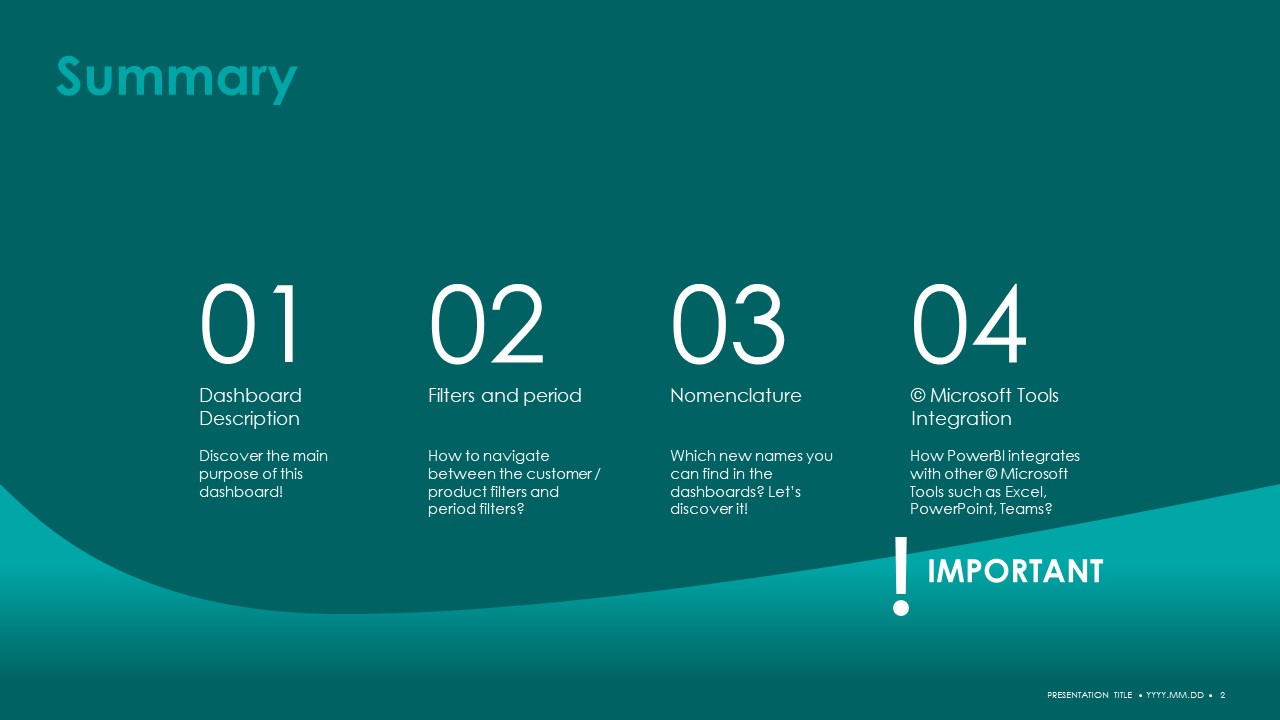 Summary
01
Dashboard
Description
Discover the main
purpose of this
dashboard!
02
Filters and period
How to navigate
between the customer /
product filters and
period filters?
03
Nomenclature
Which new names you
can find in the
dashboards? Let’s
discover it!
04
© Microsoft Tools
Integration
How PowerBI integrates
with other © Microsoft
Tools such as Excel,
PowerPoint, Teams?
! IMPORTANT
PRESENTATION TITLE • YYYY.MM.DD • 2